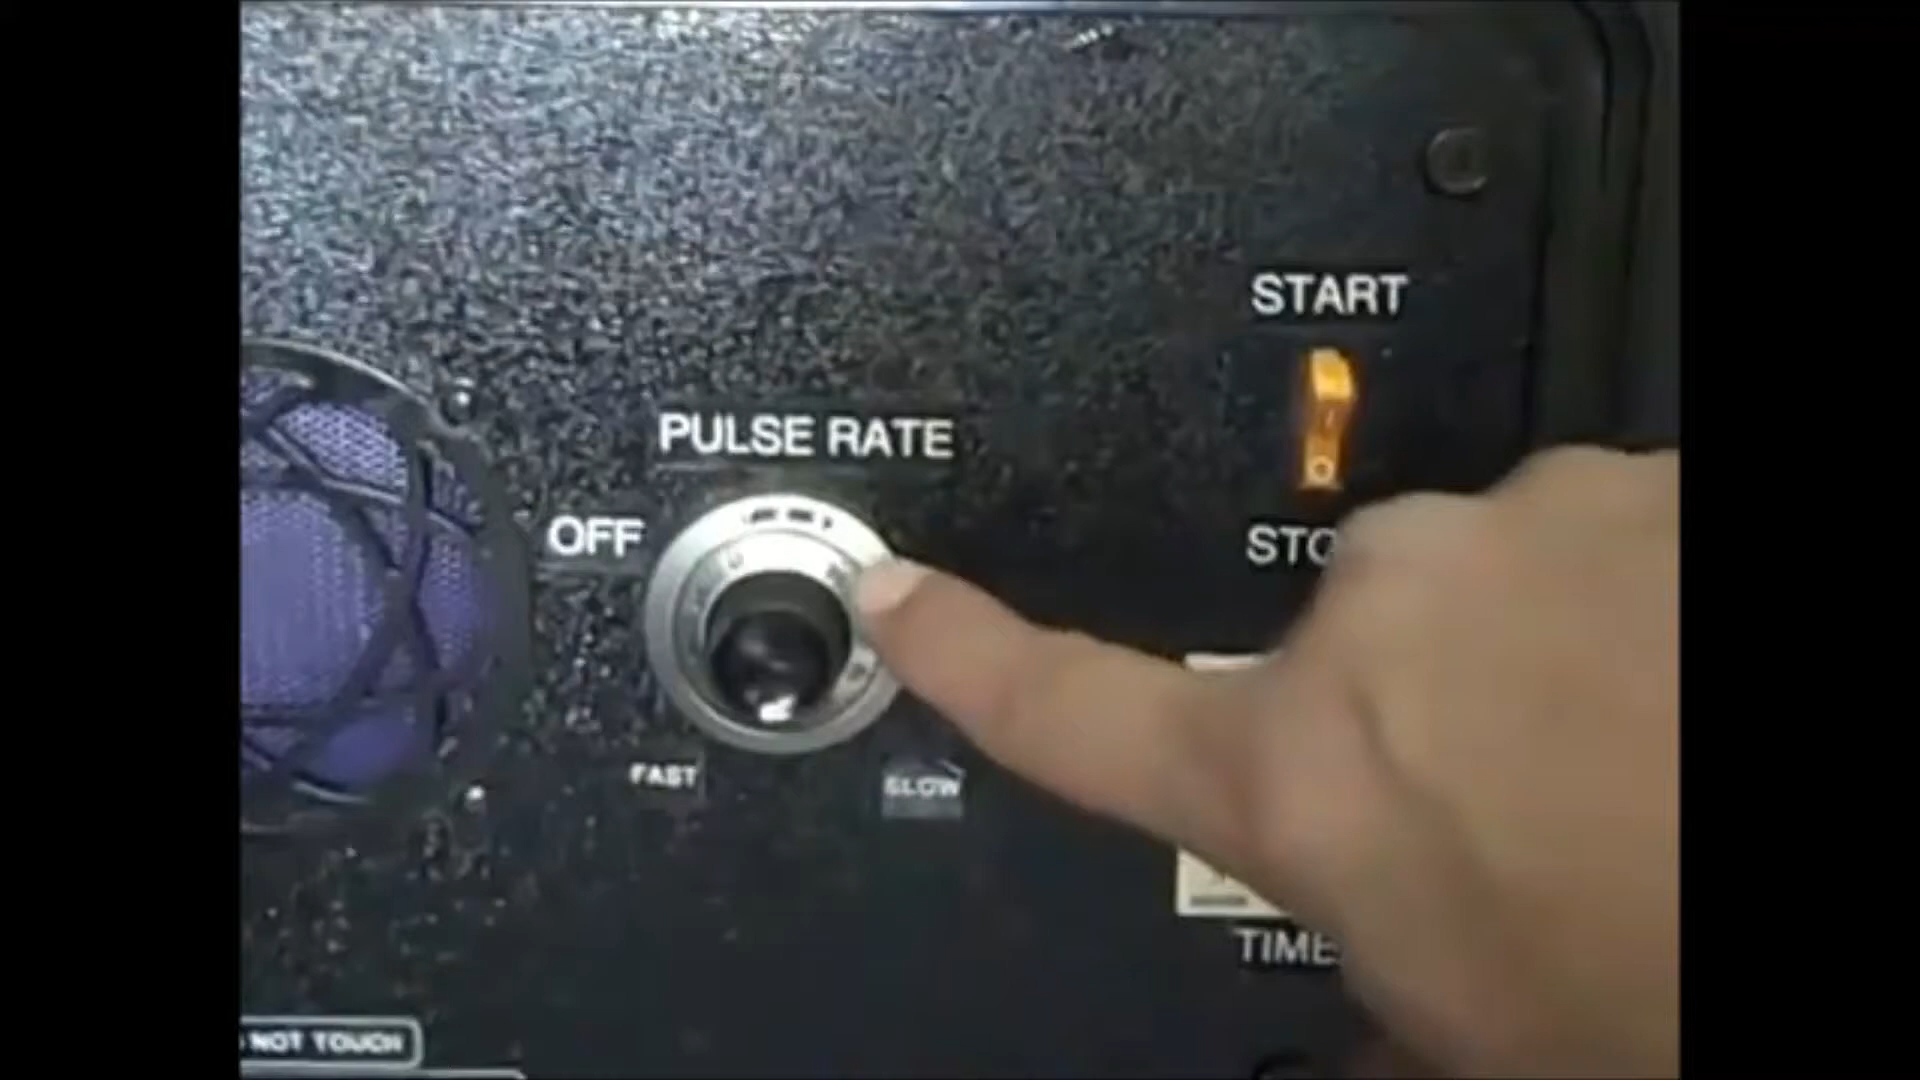 START
PULSE RATE
OFF
STO
FAST
SLOW
TIME
NOT TOUCH